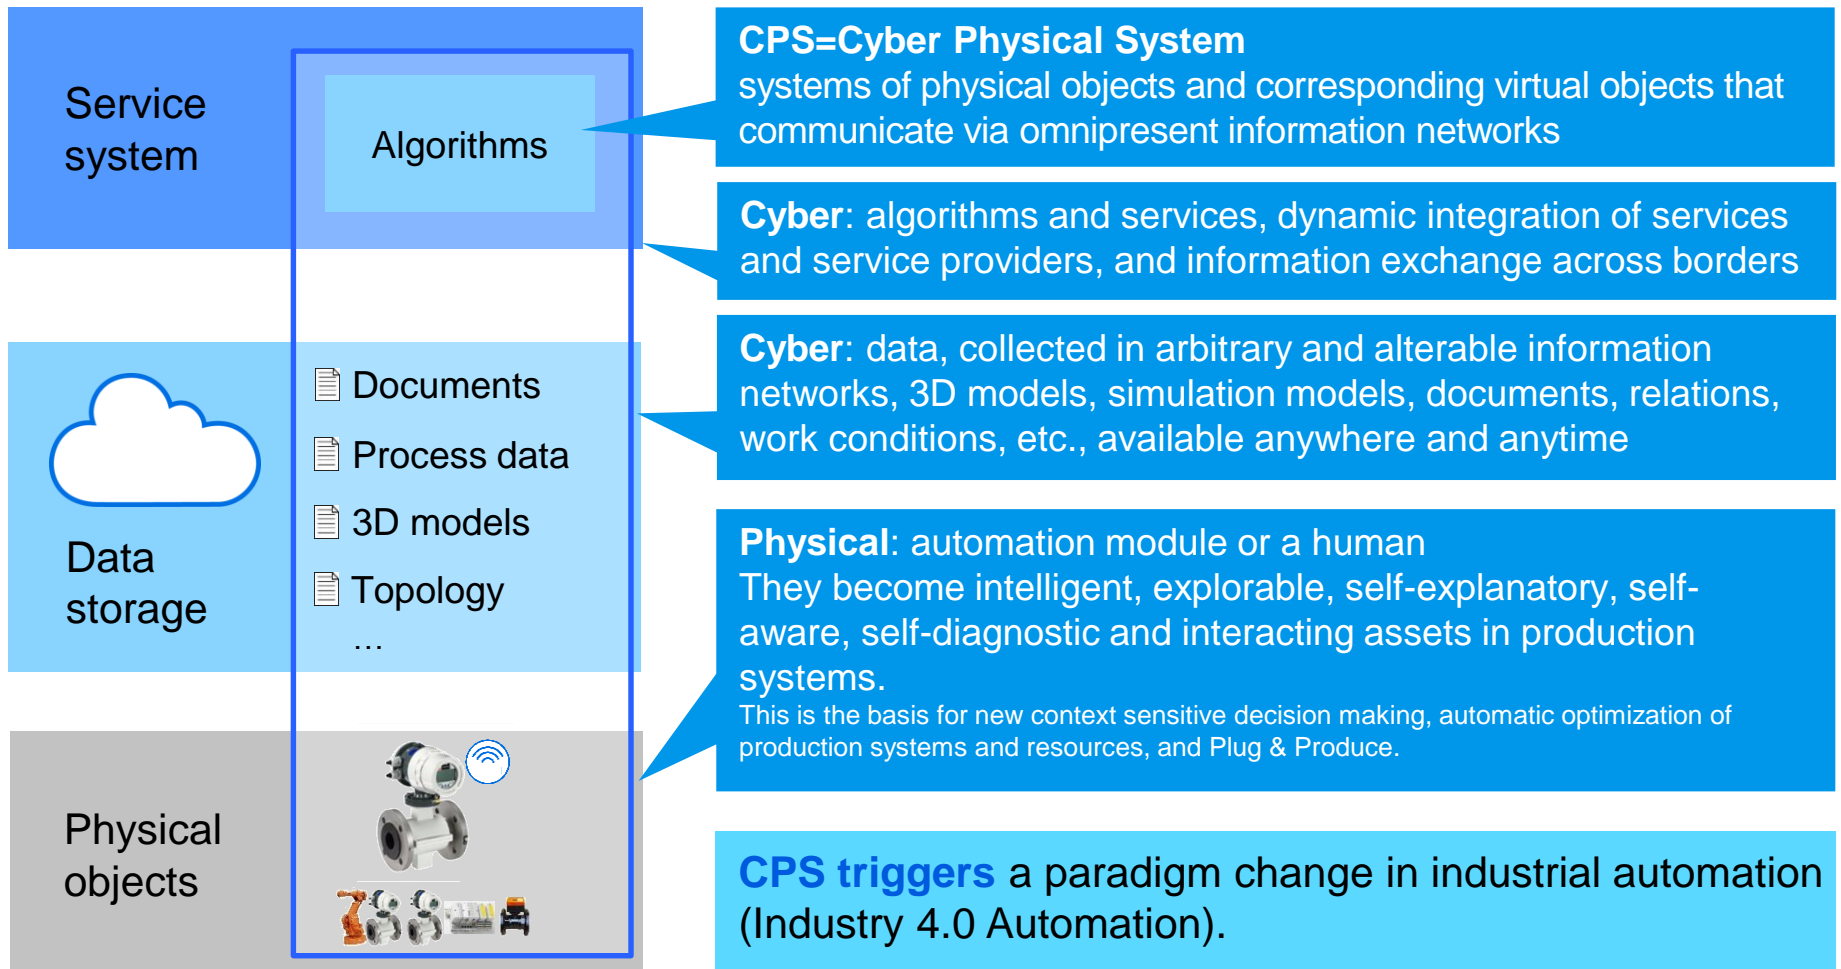 Service
system
Algorithms
Documents
Process data
3D models
Topology
...
Data
storage
Physical
objects
CPS=Cyber Physical System
systems of physical objects and corresponding virtual objects that
communicate via omnipresent information networks
Cyber: algorithms and services, dynamic integration of services
and service providers, and information exchange across borders
Cyber: data, collected in arbitrary and alterable information
networks, 3D models, simulation models, documents, relations,
work conditions, etc., available anywhere and anytime
Physical: automation module or a human
They become intelligent, explorable, self-explanatory, self-
aware, self-diagnostic and interacting assets in production
systems.
This is the basis for new context sensitive decision making, automatic optimization of
production systems and resources, and Plug & Produce.
CPS triggers a paradigm change in industrial automation
(Industry 4.0 Automation).